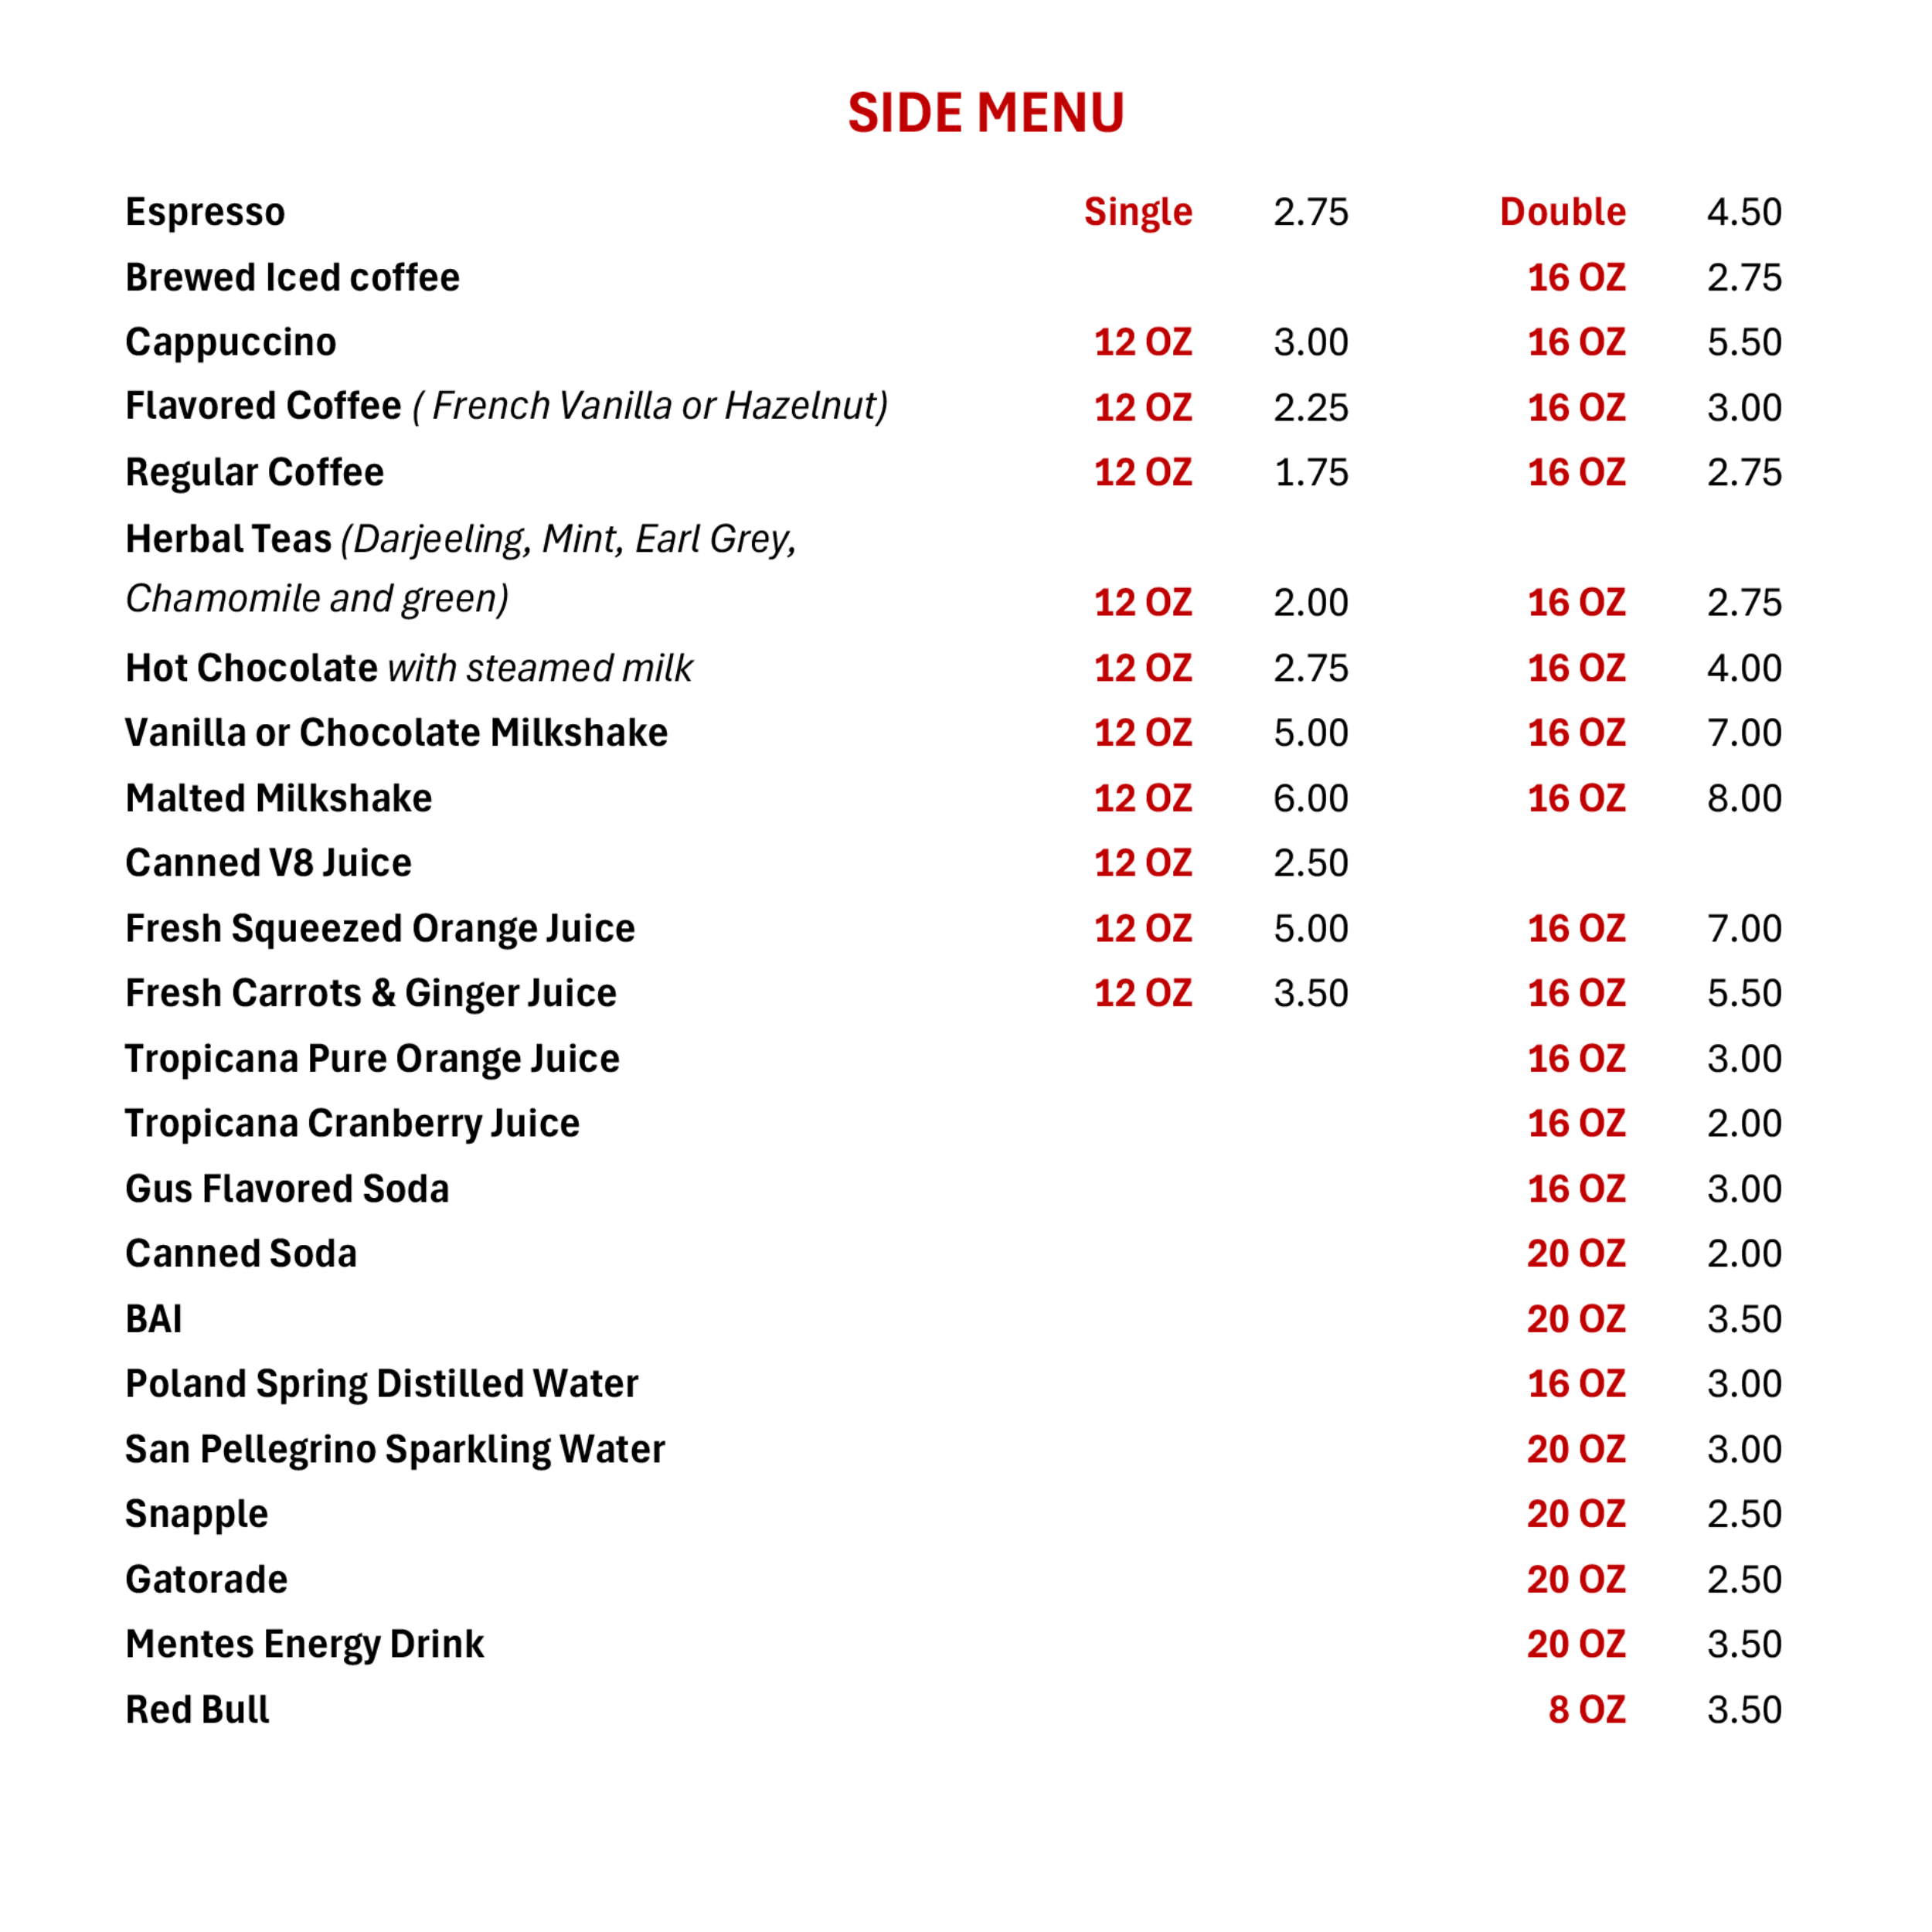 SIDE MENU
Espresso Single 2.75 Double 4.50
Brewed Iced coffee 16 OZ 2.75
Cappuccino 12 OZ 3.00 16 OZ 5.50
Flavored Coffee ( French Vanilla or Hazelnut) 12 OZ 2.25 16 OZ 3.00
Regular Coffee 12 OZ 1.75 16 OZ 2.75
Herbal Teas (Darjeeling, Mint, Earl Grey,
Chamomile and green) 12 OZ 2.00 16 OZ 2.75
Hot Chocolate with steamed milk 12 OZ 2.75 16 OZ 4.00
Vanilla or Chocolate Milkshake 12 OZ 5.00 16 OZ 7.00
Malted Milkshake 12 OZ 6.00 16 OZ 8.00
Canned V8 Juice 12 OZ 2.50
Fresh Squeezed Orange Juice 12 OZ 5.00 16 OZ 7.00
Fresh Carrots & Ginger Juice 12 OZ 3.50 16 OZ 5.50
Tropicana Pure Orange Juice 16 OZ 3.00
Tropicana Cranberry Juice 16 OZ 2.00
Gus Flavored Soda 16 OZ 3.00
Canned Soda 20 OZ 2.00
BAI 20 OZ 3.50
Poland Spring Distilled Water 16 OZ 3.00
San Pellegrino Sparkling Water 20 OZ 3.00
Snapple 20 OZ 2.50
Gatorade 20 OZ 2.50
Mentes Energy Drink 20 OZ 3.50
Red Bull 8 OZ 3.50